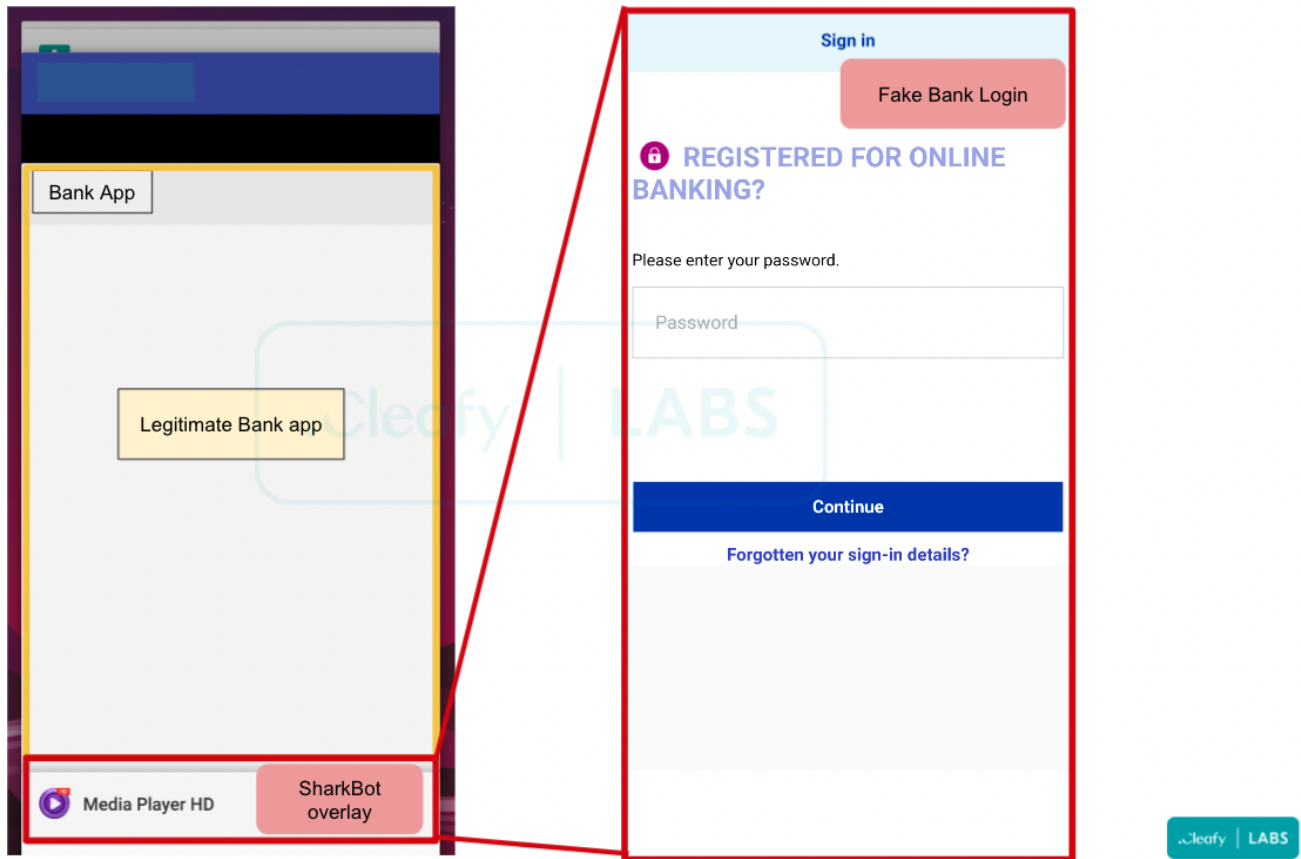 Bank App
Legitimate Bank app
Media Player HD
SharkBot
overlay
Sign in
Fake Bank Login
REGISTERED FOR ONLINE
BANKING?
Please enter your password.
Password
Continue
Forgotten your sign-in details?
Cleafy | LABS
Cleafy | LABS